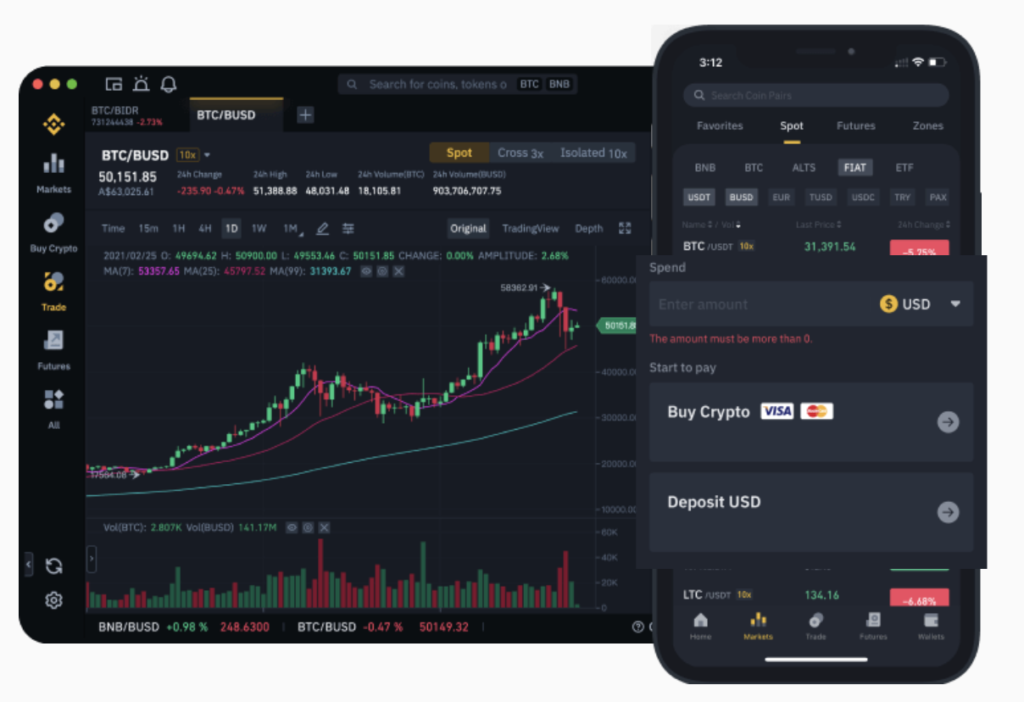 Search for coins, tokens o BTC BNB
BTC/BIDR
731244438 -2.73%
BTC/BUSD
Markets
Buy Crypto
Trade
Futures
All
BTC/BUSD 10x
Spot Cross 3x Isolated 10x
50,151.85
A$63,025.61
24h Change 24h High 24h Low 24h Volume(BTC) 24h Volume(BUSD)
-235.90 -0.47% 51,388.88 48,031.48 18,105.81 903,706,707.75
Time 15m 1H 4H 1D 1W 1M Original TradingView Depth
2021/02/25 O: 49694.62 H: 50900.00 L: 49553.46 C: 50151.85 CHANGE: 0.00% AMPLITUDE: 2.68%
MA(7): 53357.65 MA(25): 45797.52 MA(99): 31393.67
58362.91
60000.0
50151.8
40000.00
30000.00
20000.00
10000.00
17564.08
Vol(BTC): 2.807K Vol(BUSD) 141.17M
60K
40K
20K
0
BNB/BUSD +0.98 % 248.6300 BTC/BUSD -0.47 % 50149.32
3:12
Search Coin Pairs
Favorites Spot Futures Zones
BNB BTC ALTS FIAT ETF
USDT BUSD EUR TUSD USDC TRY PAX
Name / Vol Last Price 24h Change
BTC /USDT 10x 31,391.54 -5.25%
Spend
Enter amount $ USD
The amount must be more than 0.
Start to pay
Buy Crypto VISA
Deposit USD
LTC /USDT 10x 134.16 -6.68%
Home Markets Trade Futures Wallets